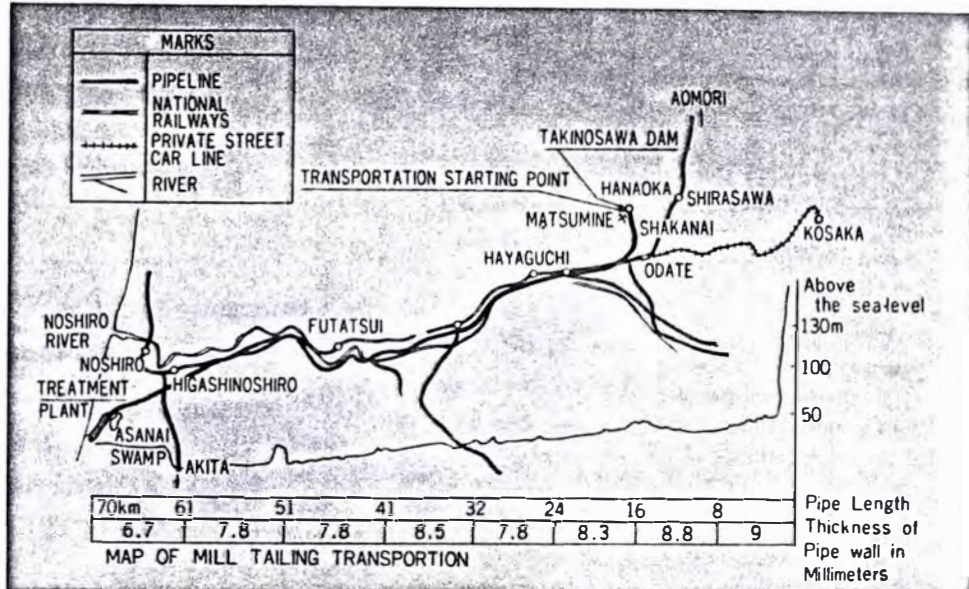 MARKS
PIPELINE
NATIONAL
RAILWAYS
PRIVATE STREET
CAR LINE
RIVER
AOMORI
TAKINOSAWA DAM
TRANSPORTATION STARTING POINT
HANAOKA
SHIRASAWA
MATSUMINE
SHAKANAI
KOSAKA
HAYAGUCHI
ODATE
Above
the sea-level
130m
100
50
NOSHIRO
RIVER
FUTATSUI
NOSHIRO
HIGASHINOSHIRO
TREATMENT
PLANT
ASANAI
SWAMP
AKITA
70km 61 51 41 32 24 16 8 Pipe Length
6.7 7.8 7.8 8.5 7.8 8.3 8.8 9 Thickness of
Pipe wall in
Millimeters
MAP OF MILL TAILING TRANSPORTION